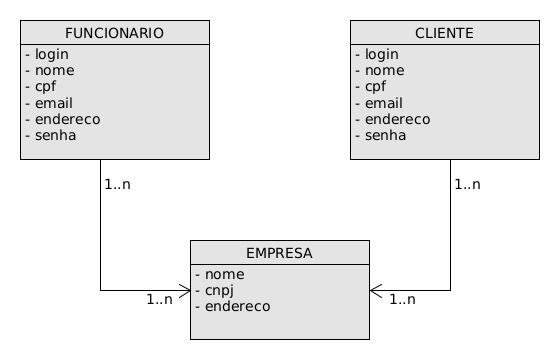 FUNCIONARIO
- login
- nome
- cpf
- email
- endereco
- senha
CLIENTE
- login
- nome
- cpf
- email
- endereco
- senha
1..n
1..n
EMPRESA
- nome
- cnpj
- endereco
1..n
1..n